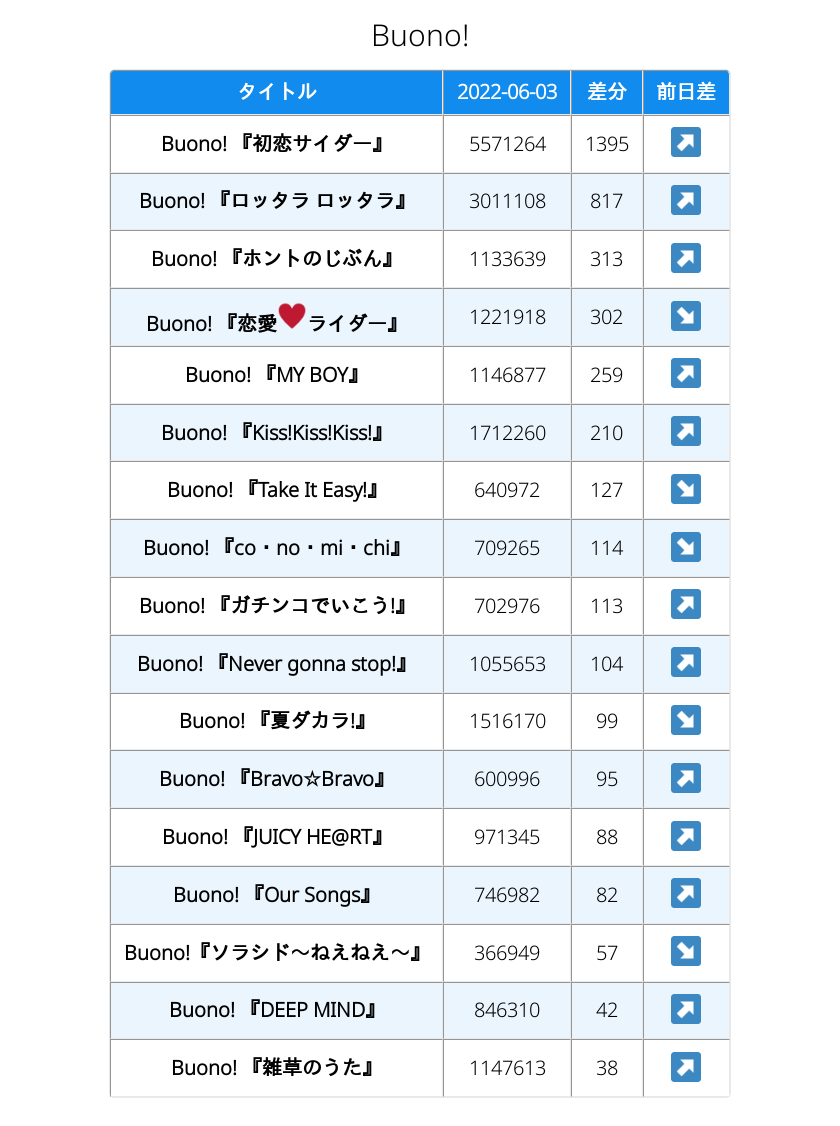 Buono!
タイトル 2022-06-03 差分 前日差
Buono! 『初恋サイダー』 5571264 1395 ↗
Buono! 『ロッタラ ロッタラ』 3011108 817 ↗
Buono! 『ホントのじぶん』 1133639 313 ↗
Buono! 『恋愛♥ライダー』 1221918 302 ↘
Buono! 『MY BOY』 1146877 259 ↗
Buono! 『Kiss!Kiss!Kiss!』 1712260 210 ↗
Buono! 『Take It Easy!』 640972 127 ↘
Buono! 『co・no・mi・chi』 709265 114 ↘
Buono! 『ガチンコでいこう!』 702976 113 ↗
Buono! 『Never gonna stop!』 1055653 104 ↗
Buono! 『夏ダカラ!』 1516170 99 ↘
Buono! 『Bravo☆Bravo』 600996 95 ↗
Buono! 『JUICY HE@RT』 971345 88 ↗
Buono! 『Our Songs』 746982 82 ↗
Buono!『ソラシド〜ねえねえ〜』 366949 57 ↘
Buono! 『DEEP MIND』 846310 42 ↗
Buono! 『雑草のうた』 1147613 38 ↗